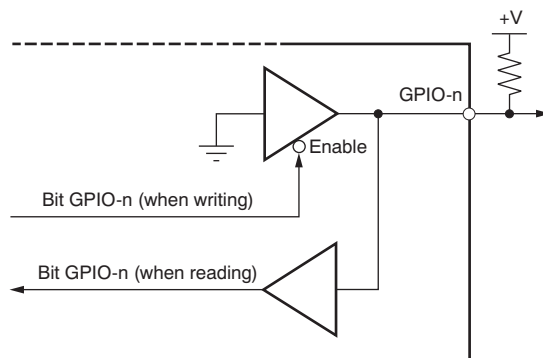 +V
GPIO-n
Enable
Bit GPIO-n (when writing)
Bit GPIO-n (when reading)